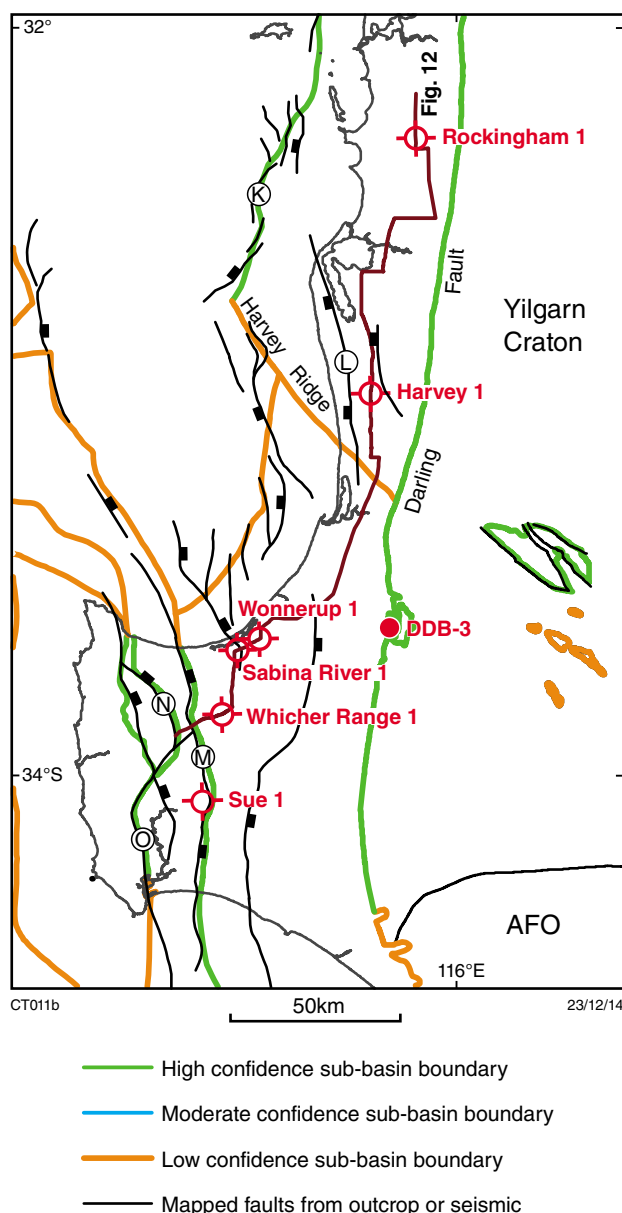 32°
Fig. 12
Rockingham 1
K
Fault
Harvey
Ridge
Yilgarn
Craton
L
Harvey 1
Darling
Wonnerup 1
DDB-3
Sabina River 1
N
Whicher Range 1
M
34°S
Sue 1
O
AFO
116°E
CT011b
50km
23/12/14
High confidence sub-basin boundary
Moderate confidence sub-basin boundary
Low confidence sub-basin boundary
Mapped faults from outcrop or seismic